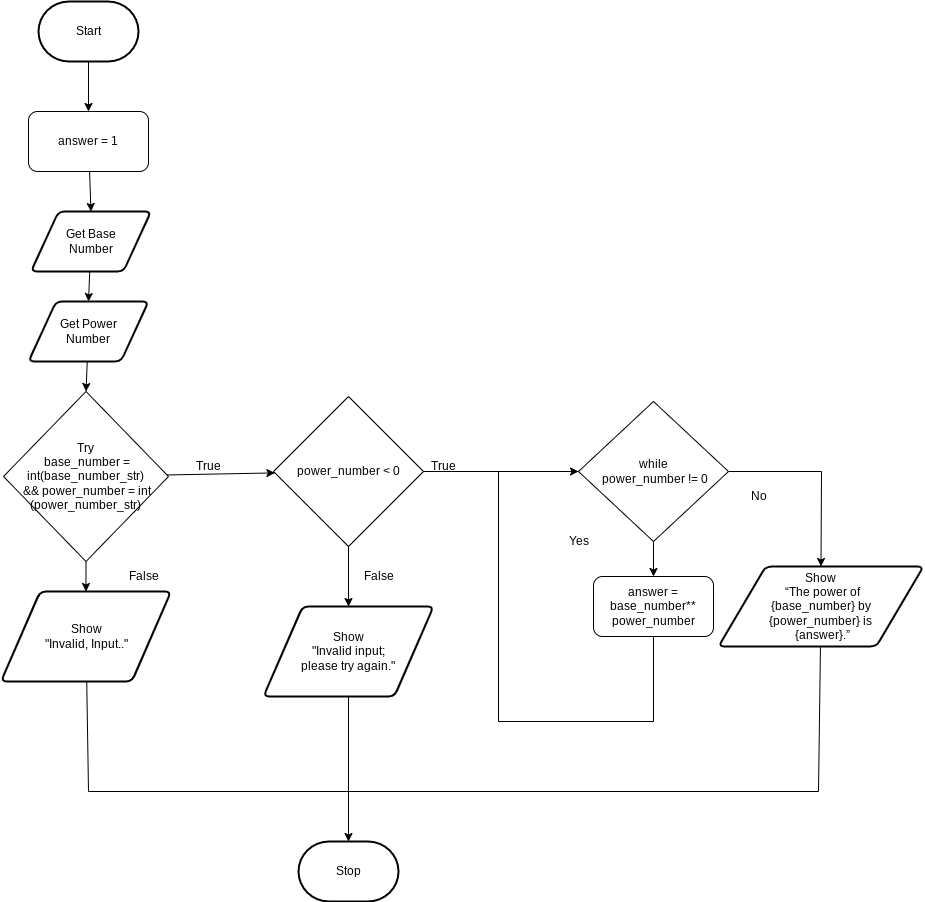 Start
answer = 1
Get Base
Number
Get Power
Number
Try
base_number =
int(base_number_str)
&& power_number = int
(power_number_str)
True
False
Show
"Invalid, Input.."
power_number < 0
True
False
Show
"Invalid input;
please try again."
while
power_number != 0
Yes
No
answer =
base_number**
power_number
Show
“The power of
{base_number} by
{power_number} is
{answer}.”
Stop